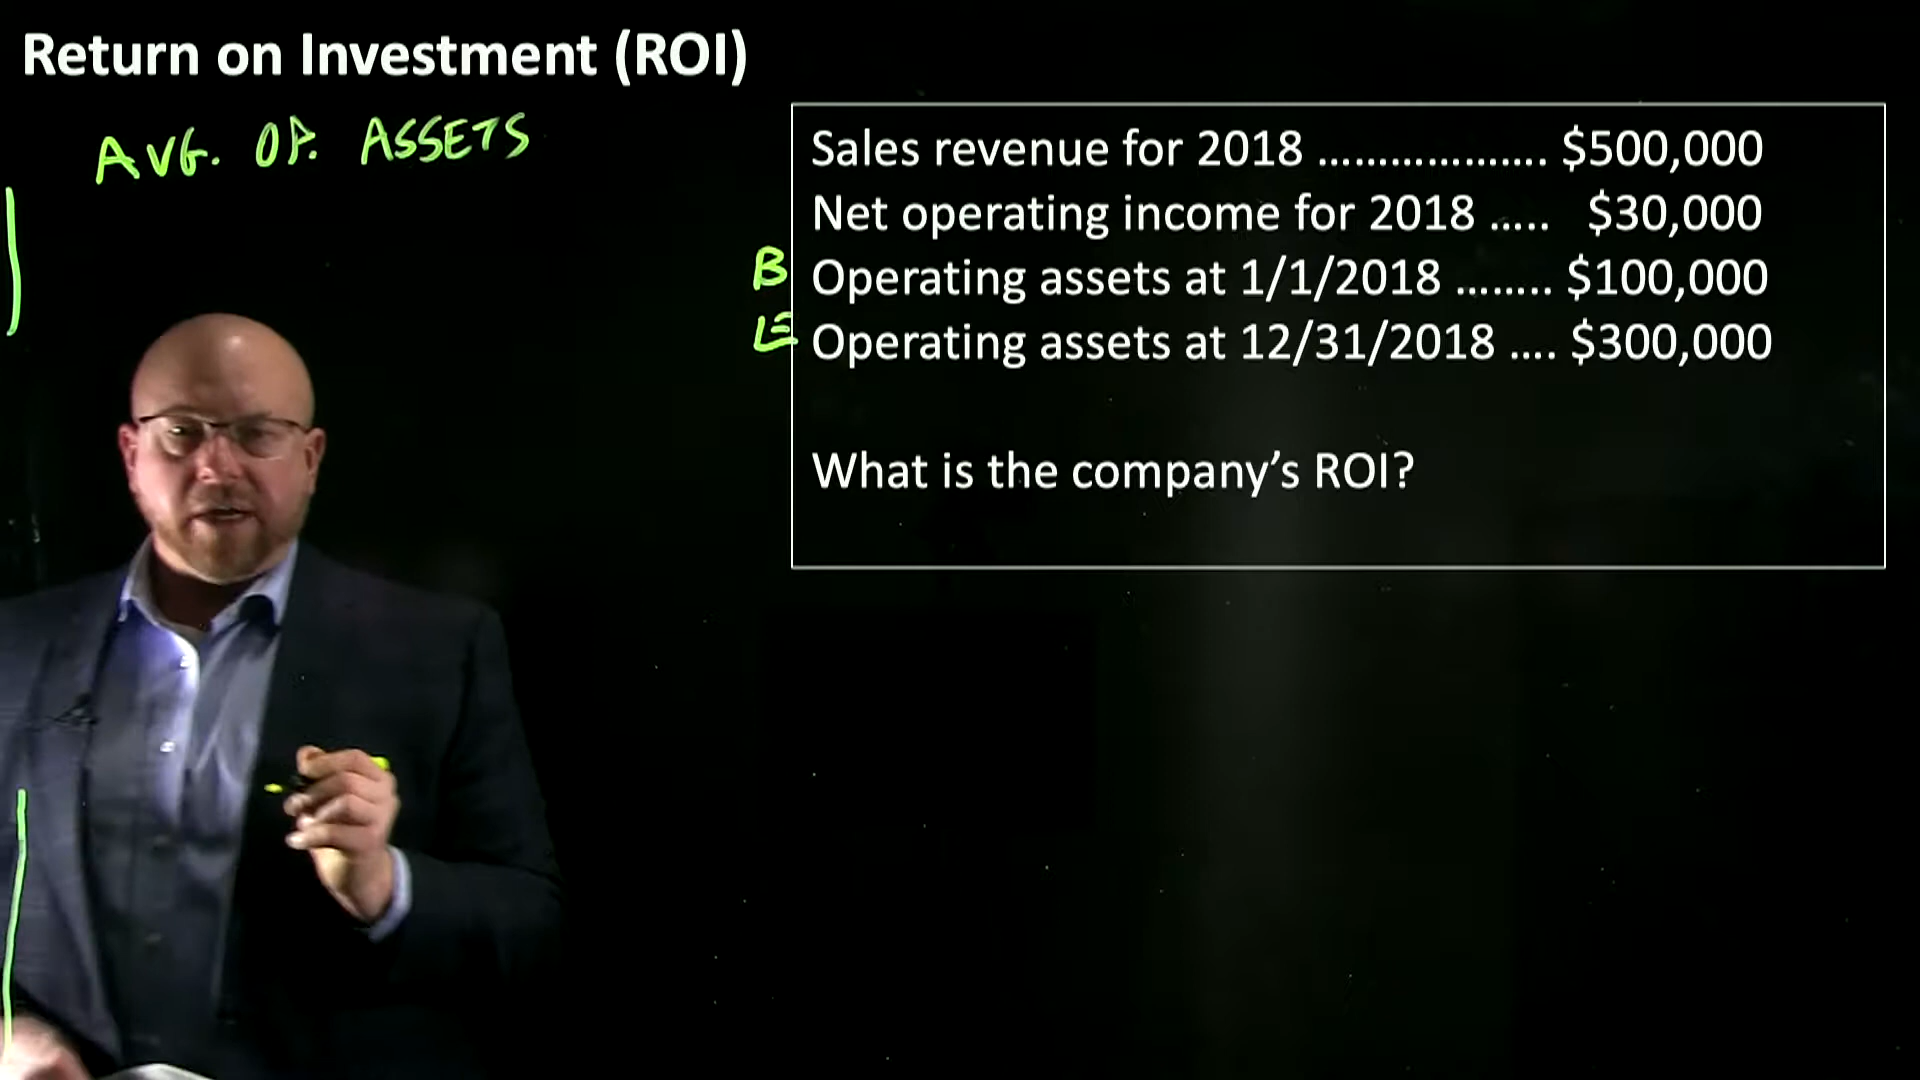 Return on Investment (ROI)
AVG. OP. ASSETS
Sales revenue for 2018 ................... $500,000
Net operating income for 2018 ..... $30,000
B Operating assets at 1/1/2018 ........ $100,000
E Operating assets at 12/31/2018 .... $300,000
What is the company’s ROI?